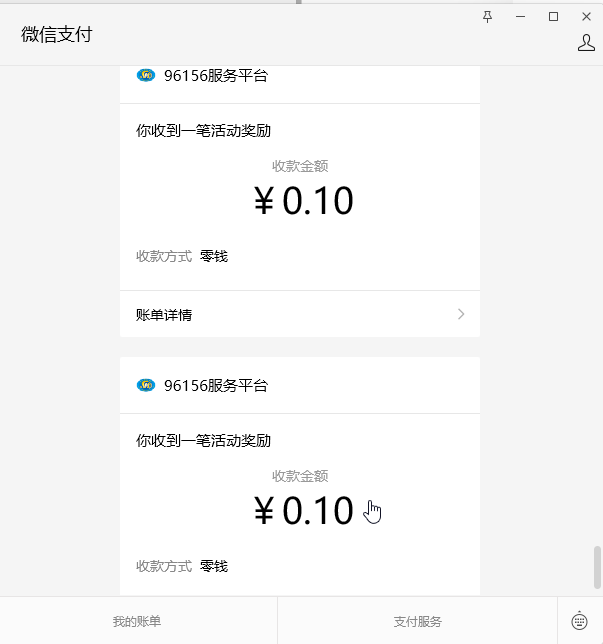 微信支付
96156服务平台
你收到一笔活动奖励
收款金额
￥0.10
收款方式 零钱
账单详情
96156服务平台
你收到一笔活动奖励
收款金额
￥0.10
收款方式 零钱
我的账单 支付服务